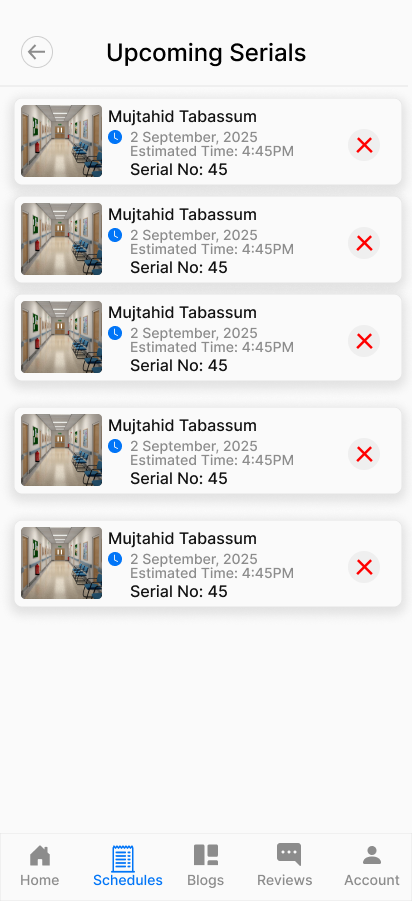 Upcoming Serials
Mujtahid Tabassum
2 September, 2025
Estimated Time: 4:45PM
Serial No: 45
Mujtahid Tabassum
2 September, 2025
Estimated Time: 4:45PM
Serial No: 45
Mujtahid Tabassum
2 September, 2025
Estimated Time: 4:45PM
Serial No: 45
Mujtahid Tabassum
2 September, 2025
Estimated Time: 4:45PM
Serial No: 45
Mujtahid Tabassum
2 September, 2025
Estimated Time: 4:45PM
Serial No: 45
Home Schedules Blogs Reviews Account